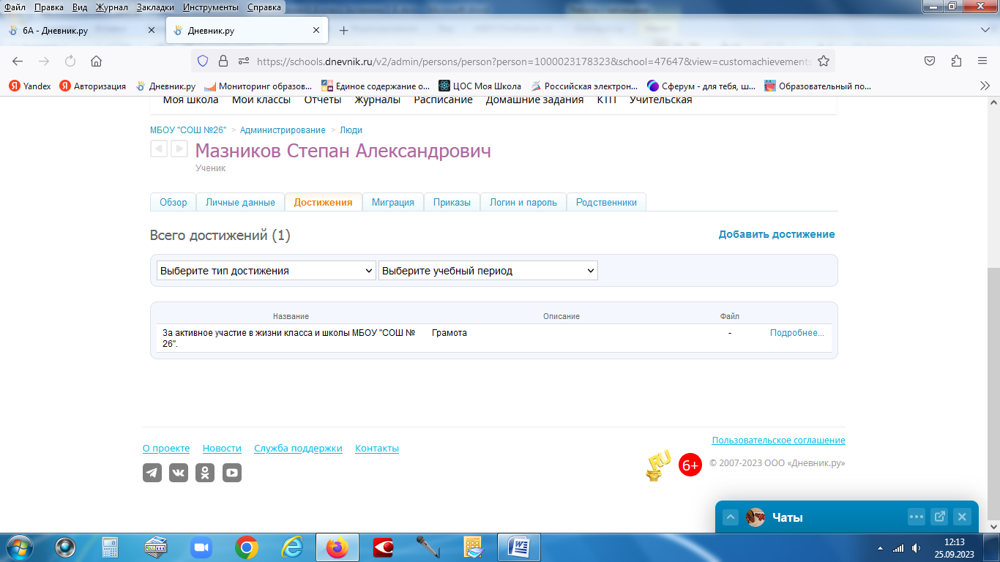 Файл Правка Вид Журнал Закладки Инструменты Справка
6А - Дневник.ру
Дневник.ру
https://schools.dnevnik.ru/v2/admin/persons/person?person=1000023178323&school=47647&view=customachievements
Yandex Авторизация Дневник.ру Мониторинг образов... Единое содержание о... ЦОС Моя Школа Российская электрон... Сферум - для тебя, ш... Образовательный по...
Моя школа Мои классы Отчеты Журналы Расписание Домашние задания КТП Учительская
МБОУ "СОШ №26" > Администрирование > Люди
Мазников Степан Александрович
Ученик
Обзор Личные данные Достижения Миграция Приказы Логин и пароль Родственники
Всего достижений (1)
Добавить достижение
Выберите тип достижения Выберите учебный период
Название Описание Файл
За активное участие в жизни класса и школы МБОУ "СОШ № Грамота - Подробнее...
26".
О проекте Новости Служба поддержки Контакты
Пользовательское соглашение
RU
6+
© 2007-2023 ООО «Дневник.ру»
Чаты
12:13
25.09.2023